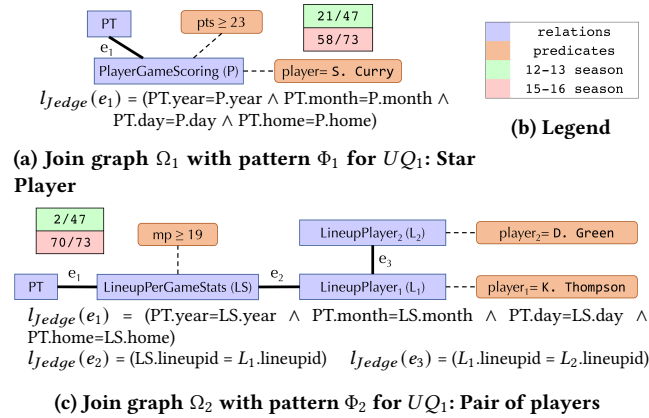 PT
pts ≥ 23
21/47
58/73
e1
PlayerGameScoring (P)
player= S. Curry
lJedge(e1) = (PT.year=P.year ∧ PT.month=P.month ∧
PT.day=P.day ∧ PT.home=P.home)
(a) Join graph Ω1 with pattern Φ1 for UQ1: Star
Player
relations
predicates
12-13 season
15-16 season
(b) Legend
2/47
70/73
mp ≥ 19
LineupPlayer2 (L2)
player2= D. Green
e3
PT
e1
LineupPerGameStats (LS)
e2
LineupPlayer1 (L1)
player1= K. Thompson
lJedge(e1) = (PT.year=LS.year ∧ PT.month=LS.month ∧ PT.day=LS.day ∧
PT.home=LS.home)
lJedge(e2) = (LS.lineupid = L1.lineupid) lJedge(e3) = (L1.lineupid = L2.lineupid)
(c) Join graph Ω2 with pattern Φ2 for UQ1: Pair of players